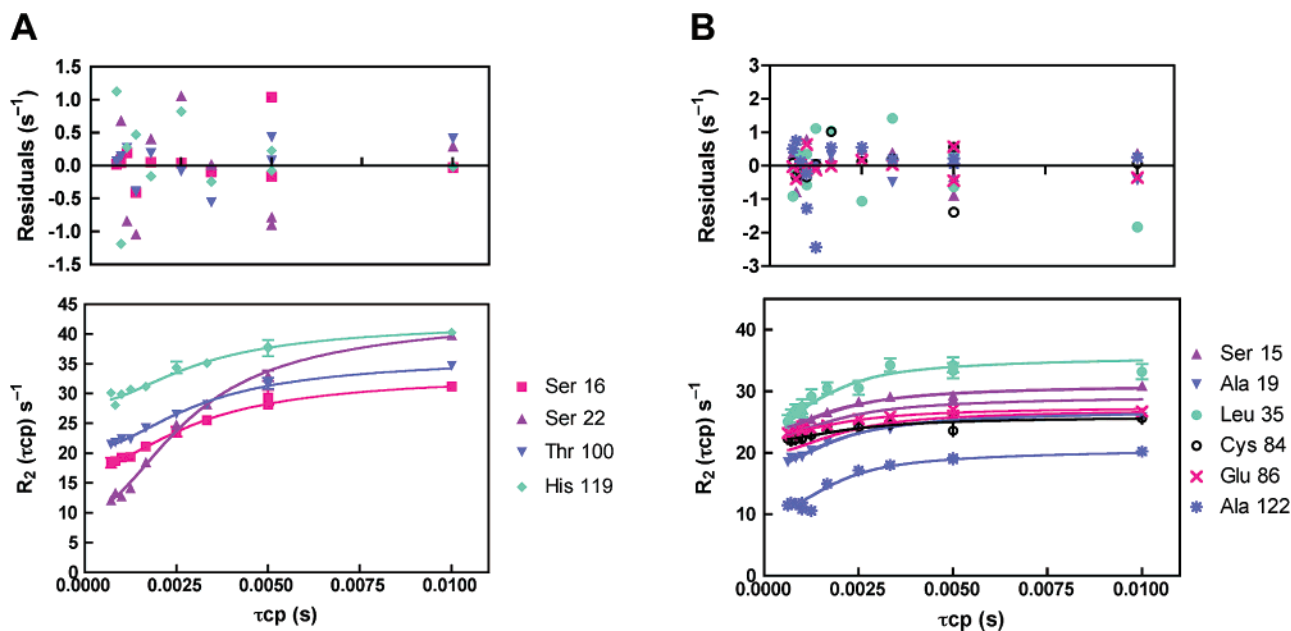 A
B
Residuals (s⁻¹)
1.5
1.0
0.5
0.0
-0.5
-1.0
-1.5
Residuals (s⁻¹)
3
2
1
0
-1
-2
-3
R₂ (τcp) s⁻¹
45
40
35
30
25
20
15
10
5
0
0.0000
0.0025
0.0050
0.0075
0.0100
τcp (s)
Ser 16
Ser 22
Thr 100
His 119
R₂ (τcp) s⁻¹
40
30
20
10
0
0.0000
0.0025
0.0050
0.0075
0.0100
τcp (s)
Ser 15
Ala 19
Leu 35
Cys 84
Glu 86
Ala 122